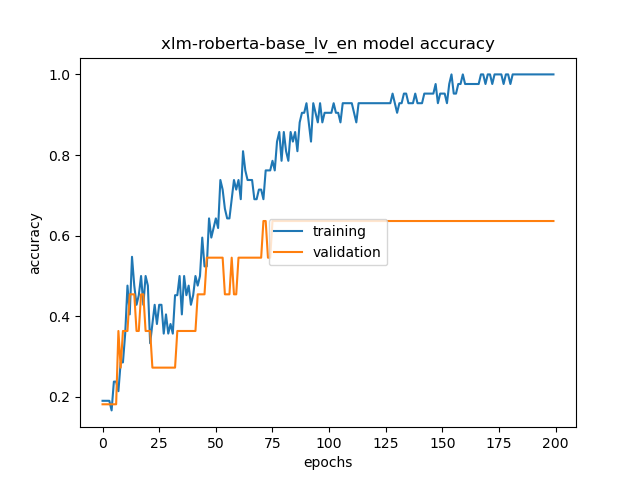 xlm-roberta-base_lv_en model accuracy
1.0
0.8
0.6
0.4
0.2
accuracy
training
validation
0 25 50 75 100 125 150 175 200
epochs